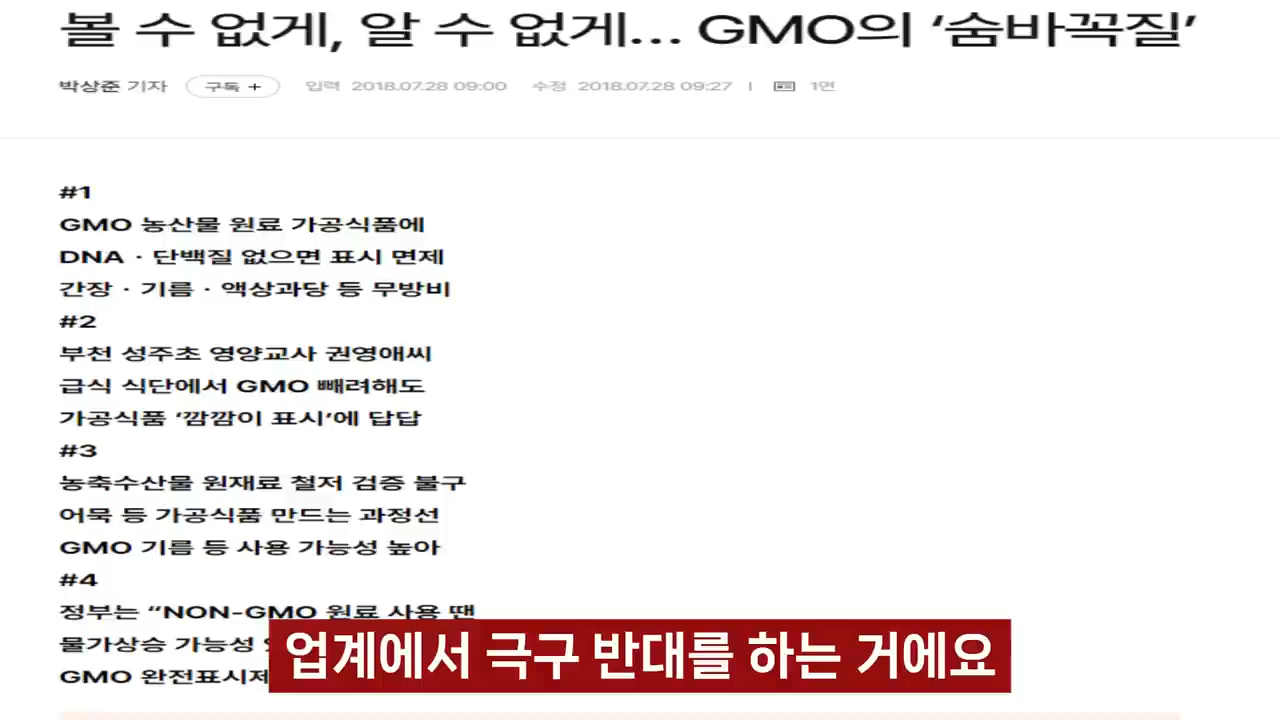 볼 수 없게, 알 수 없게… GMO의 ‘숨바꼭질’
박상준 기자 구독 + 입력 2018.07.28 09:00 수정 2018.07.28 09:27 | 1면
#1
GMO 농산물 원료 가공식품에
DNA · 단백질 없으면 표시 면제
간장 · 기름 · 액상과당 등 무방비
#2
부천 성주초 영양교사 권영애씨
급식 식단에서 GMO 빼려해도
가공식품 ‘깜깜이 표시’에 답답
#3
농축수산물 원재료 철저 검증 불구
어묵 등 가공식품 만드는 과정선
GMO 기름 등 사용 가능성 높아
#4
정부는 “NON-GMO 원료 사용 땐
물가상승 가능성
GMO 완전표시제
업계에서 극구 반대를 하는 거에요